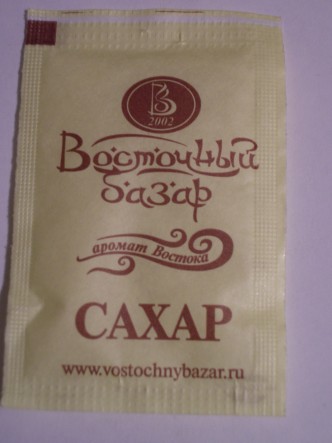 В
2002
Восточный
базар
аромат Востока
САХАР
www.vostochnybazar.ru